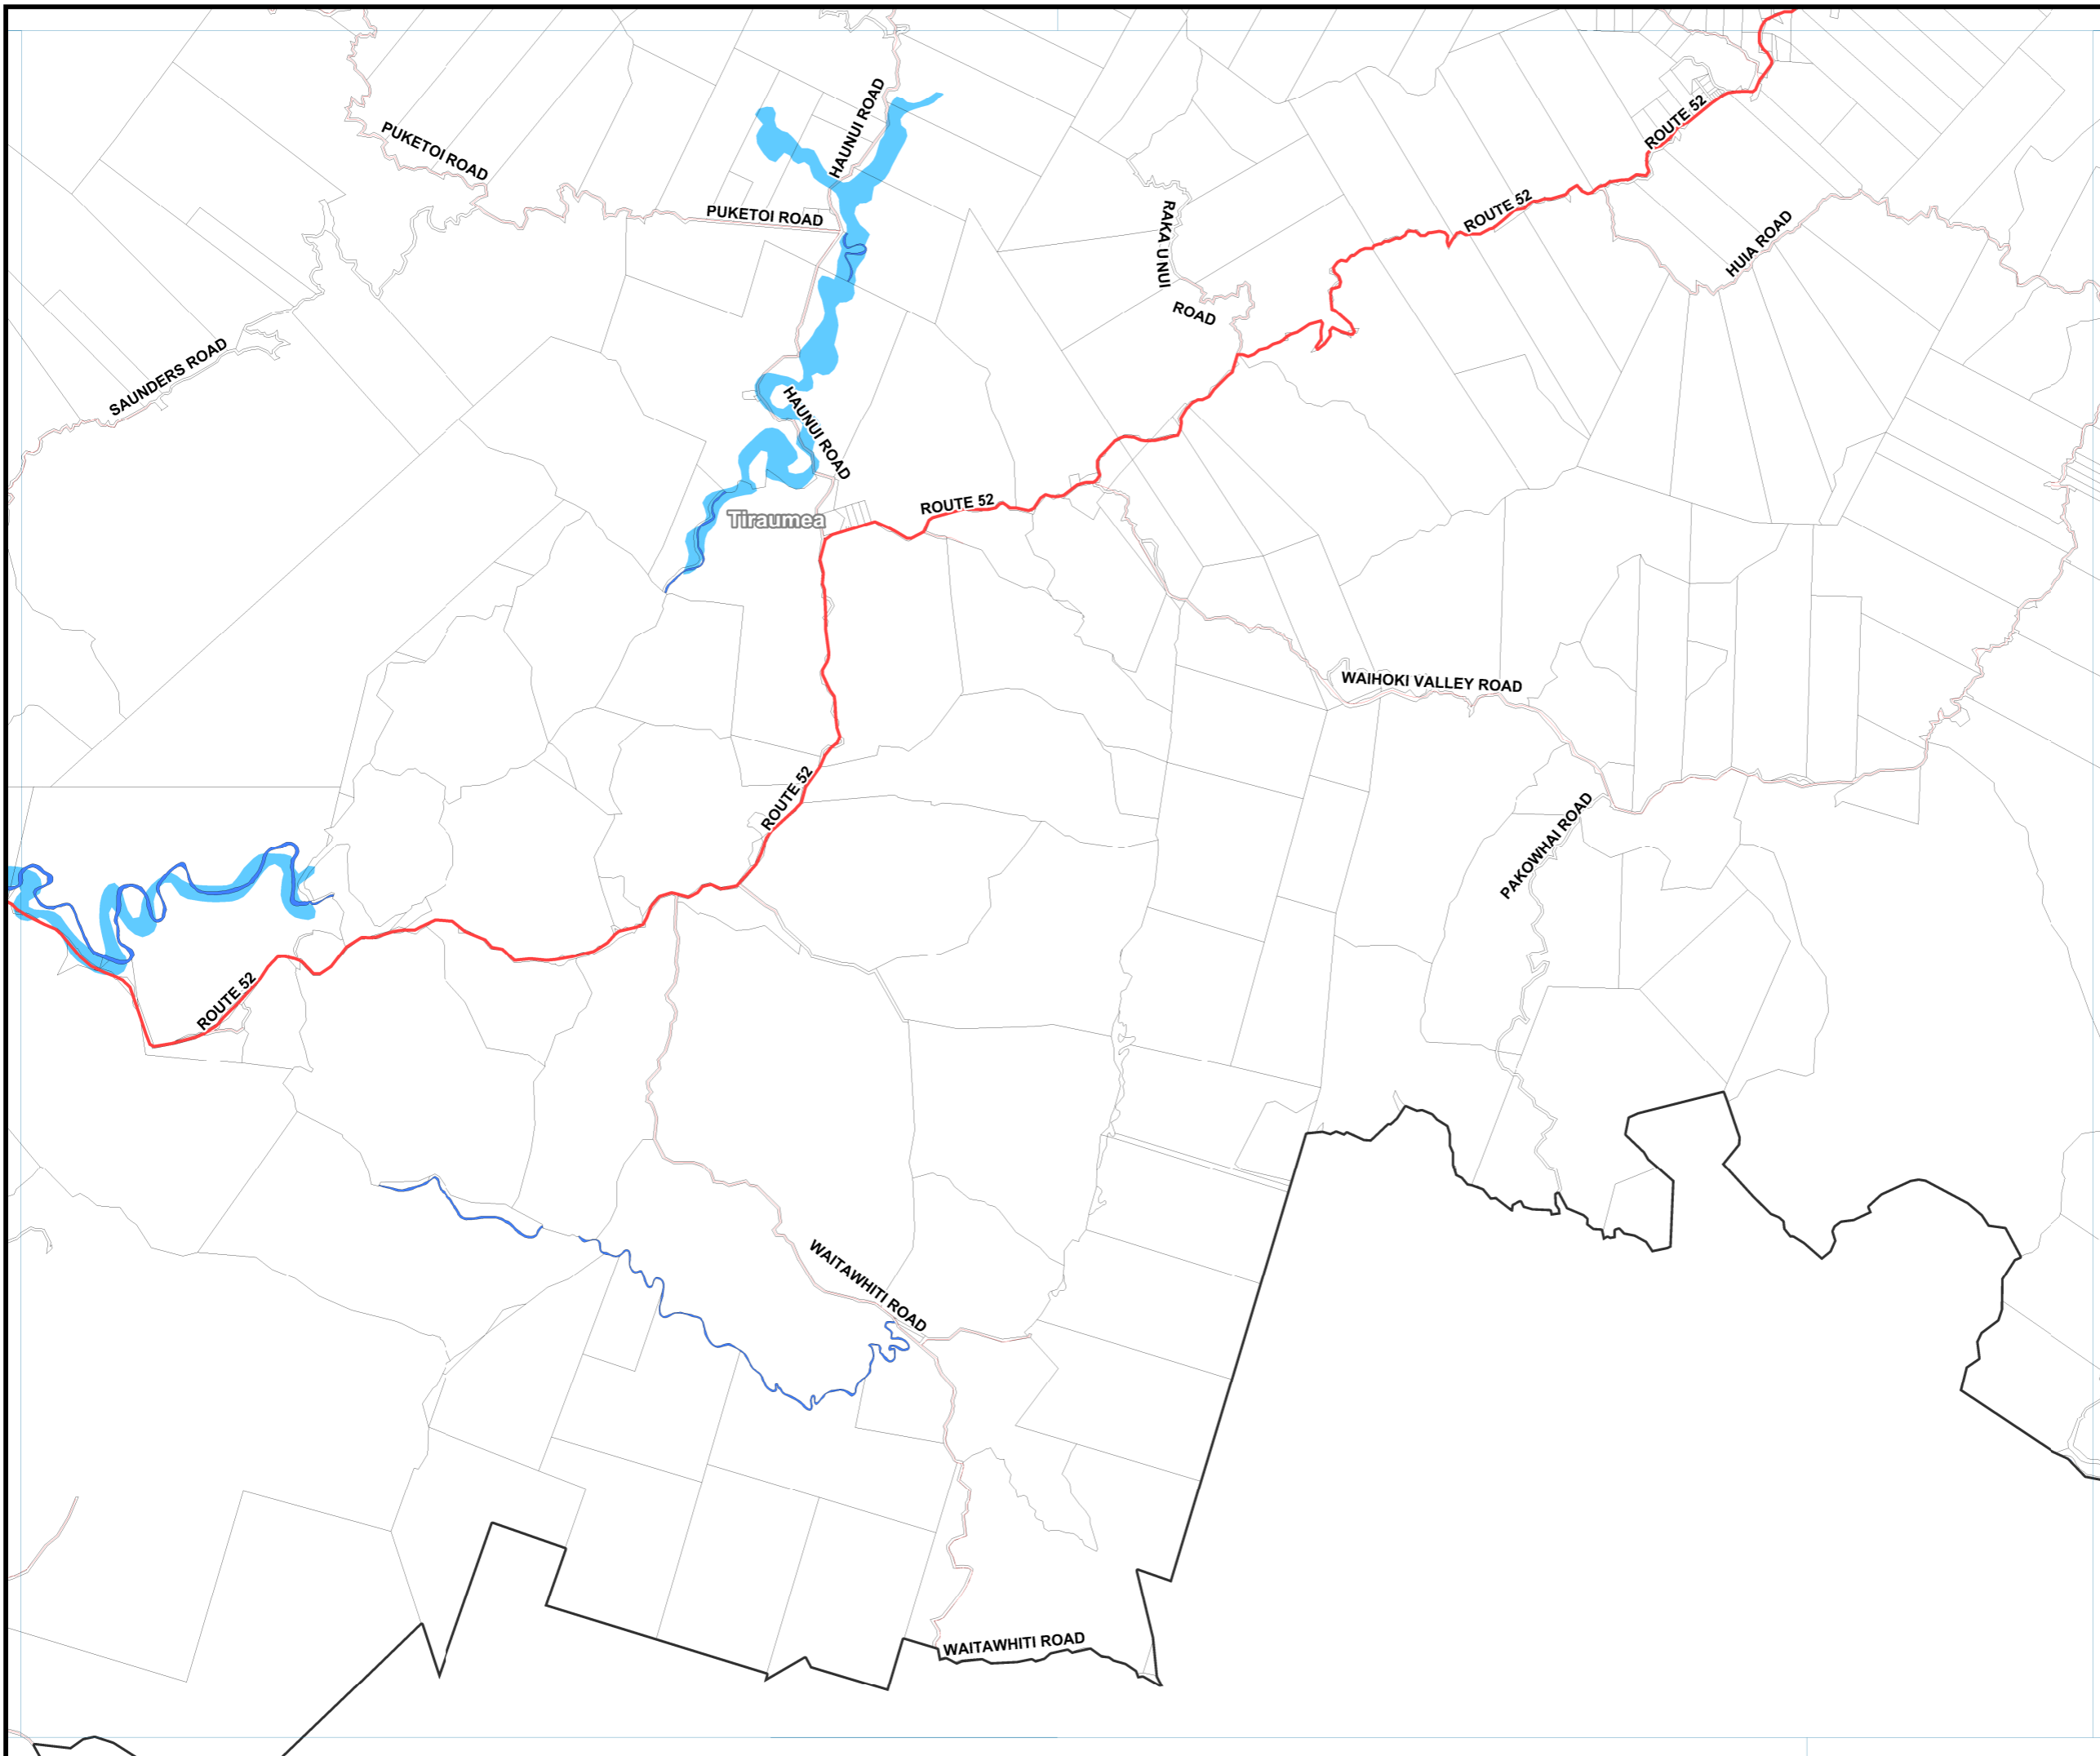 HAUNUI ROAD
ROUTE 52
PUKETOI ROAD
PUKETOI ROAD
ROUTE 52
RAKA UNUI
ROAD
HUIA ROAD
SAUNDERS ROAD
HAUNUI ROAD
ROUTE 52
Tiraumea
WAIHOKI VALLEY ROAD
ROUTE 52
PAKOWHAI ROAD
ROUTE 52
WAITAWHITI ROAD
WAITAWHITI ROAD